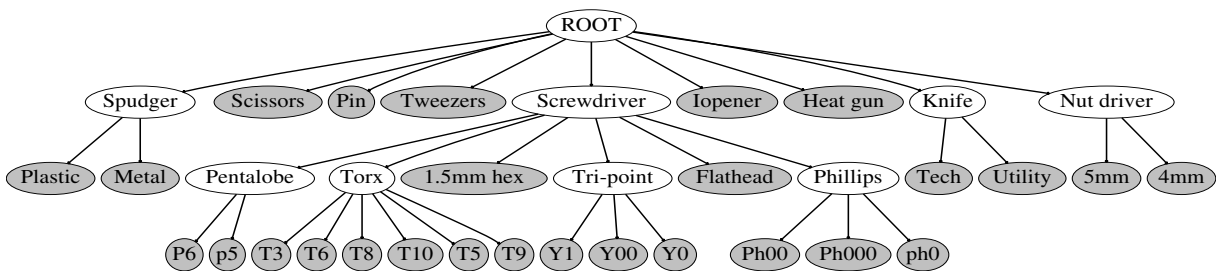 ROOT
Spudger Scissors Pin Tweezers Screwdriver Iopener Heat gun Knife Nut driver
Plastic Metal Pentalobe Torx 1.5mm hex Tri-point Flathead Phillips Tech Utility 5mm 4mm
P6 p5 T3 T6 T8 T10 T5 T9 Y1 Y00 Y0 Ph00 Ph000 ph0